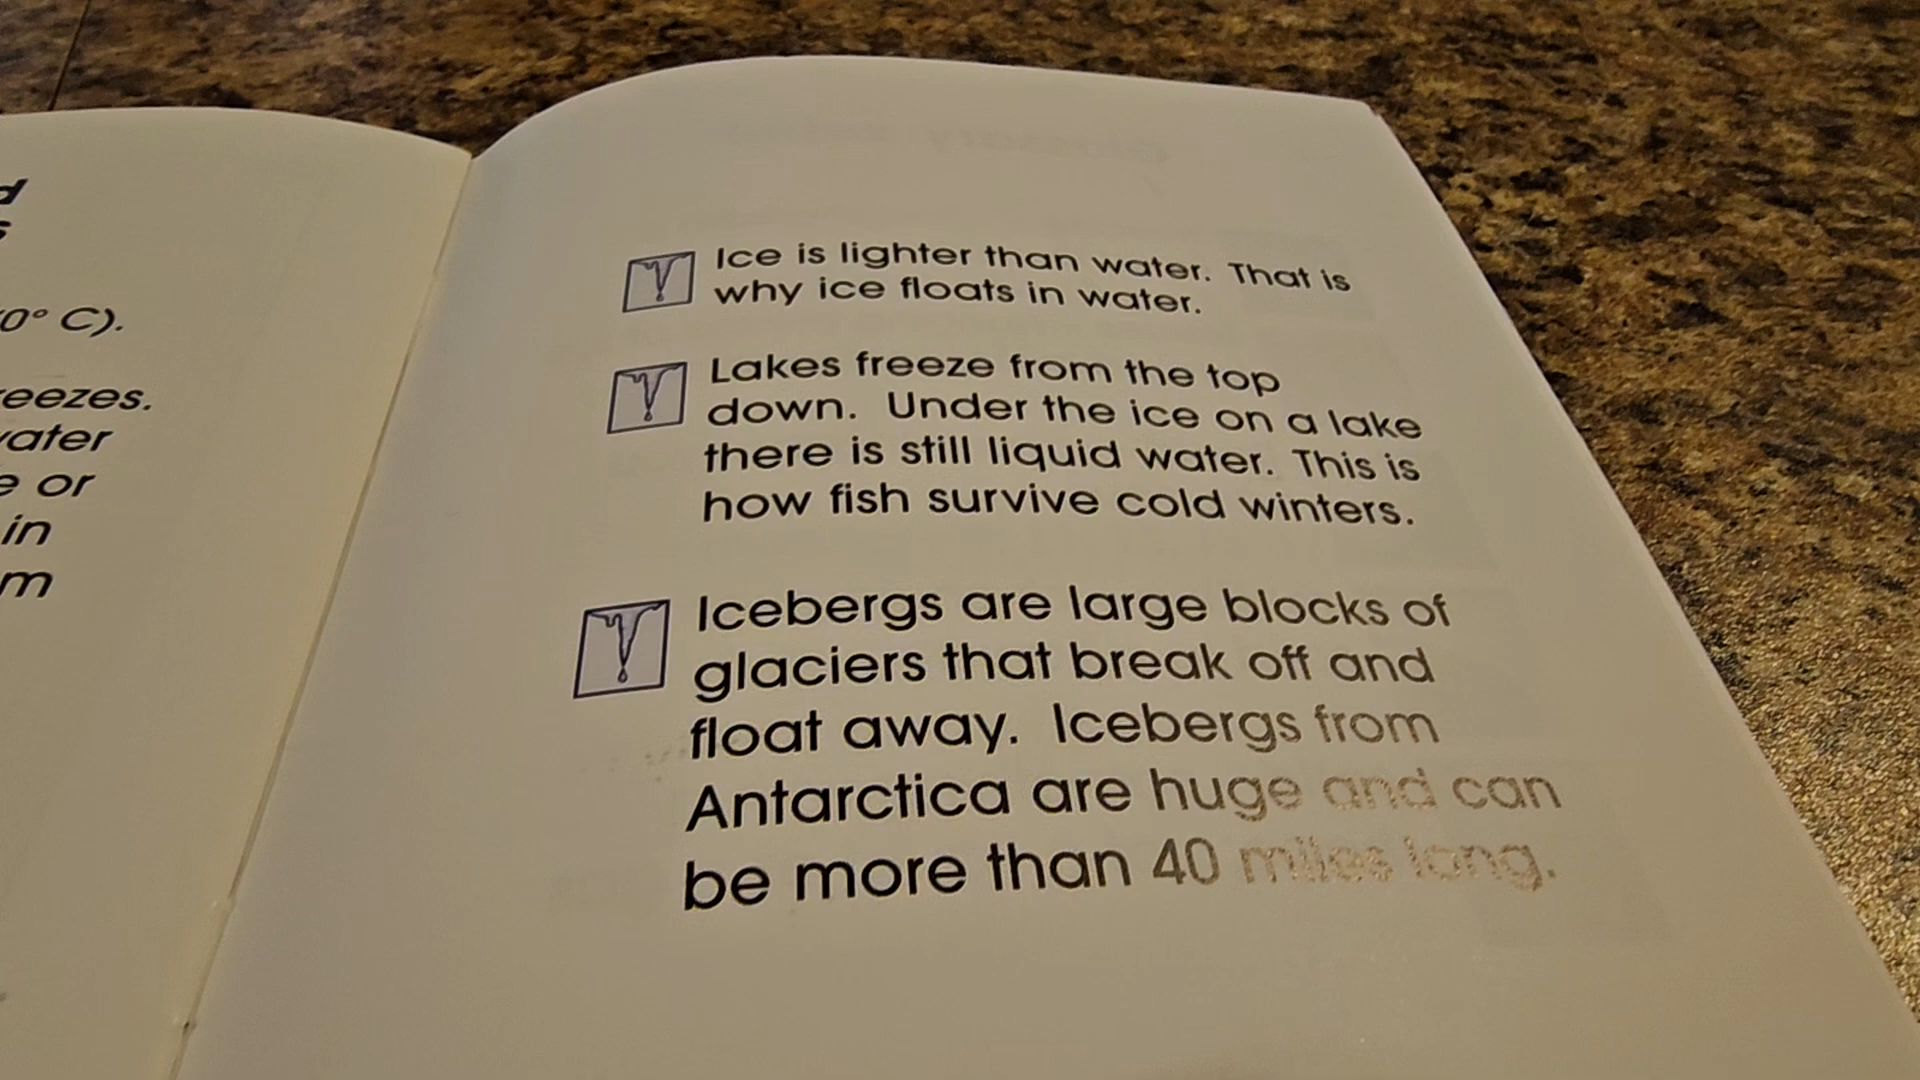 d
s
0° C).
eezes.
ater
e or
in
m
Ice is lighter than water. That is
why ice floats in water.
Lakes freeze from the top
down. Under the ice on a lake
there is still liquid water. This is
how fish survive cold winters.
Icebergs are large blocks of
glaciers that break off and
float away. Icebergs from
Antarctica are huge and can
be more than 40 miles long.